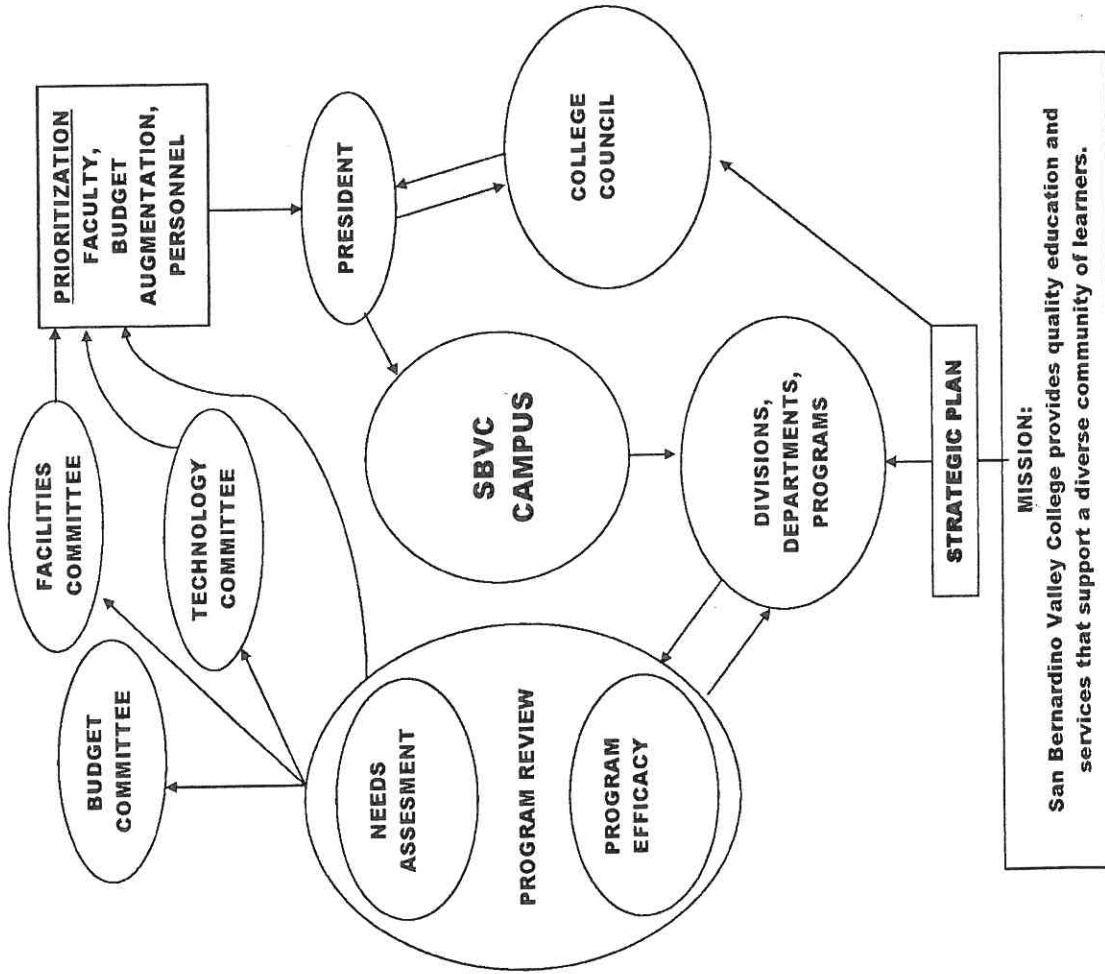 BUDGET
COMMITTEE
FACILITIES
COMMITTEE
TECHNOLOGY
COMMITTEE
PRIORITIZATION
FACULTY,
BUDGET
AUGMENTATION,
PERSONNEL
NEEDS
ASSESMENT
PROGRAM REVIEW
PROGRAM
EFFICACY
SBVC
CAMPUS
PRESIDENT
DIVISIONS,
DEPARTMENTS,
PROGRAMS
COLLEGE
COUNCIL
STRATEGIC PLAN
MISSION:
San Bernardino Valley College provides quality education and
services that support a diverse community of learners.